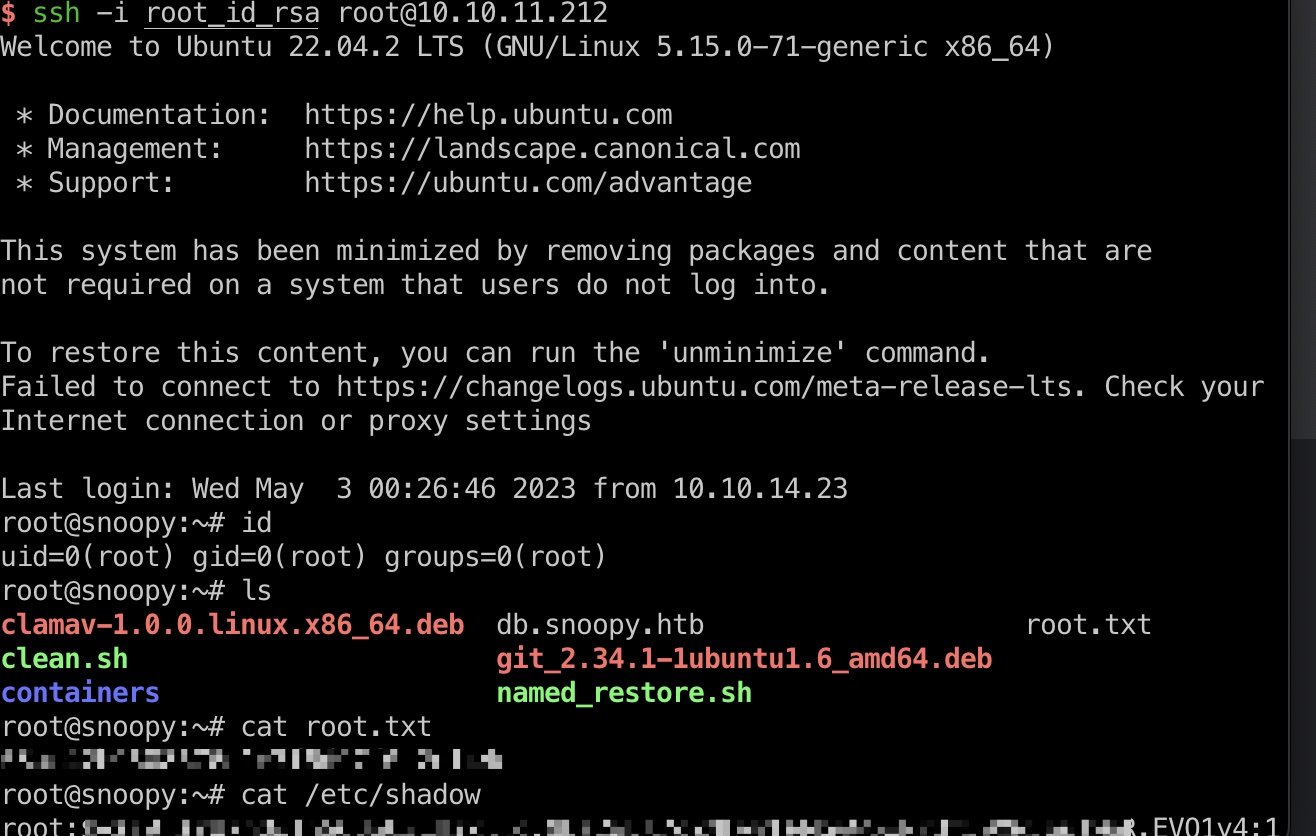 $ ssh -i root_id_rsa root@10.10.11.212
Welcome to Ubuntu 22.04.2 LTS (GNU/Linux 5.15.0-71-generic x86_64)
* Documentation:  https://help.ubuntu.com
* Management:     https://landscape.canonical.com
* Support:        https://ubuntu.com/advantage
This system has been minimized by removing packages and content that are
not required on a system that users do not log into.
To restore this content, you can run the 'unminimize' command.
Failed to connect to https://changelogs.ubuntu.com/meta-release-lts. Check your
Internet connection or proxy settings
Last login: Wed May  3 00:26:46 2023 from 10.10.14.23
root@snoopy:~# id
uid=0(root) gid=0(root) groups=0(root)
root@snoopy:~# ls
clamav-1.0.0.linux.x86_64.deb  db.snoopy.htb                    root.txt
clean.sh                       git_2.34.1-1ubuntu1.6_amd64.deb
containers                     named_restore.sh
root@snoopy:~# cat root.txt
root@snoopy:~# cat /etc/shadow
root: